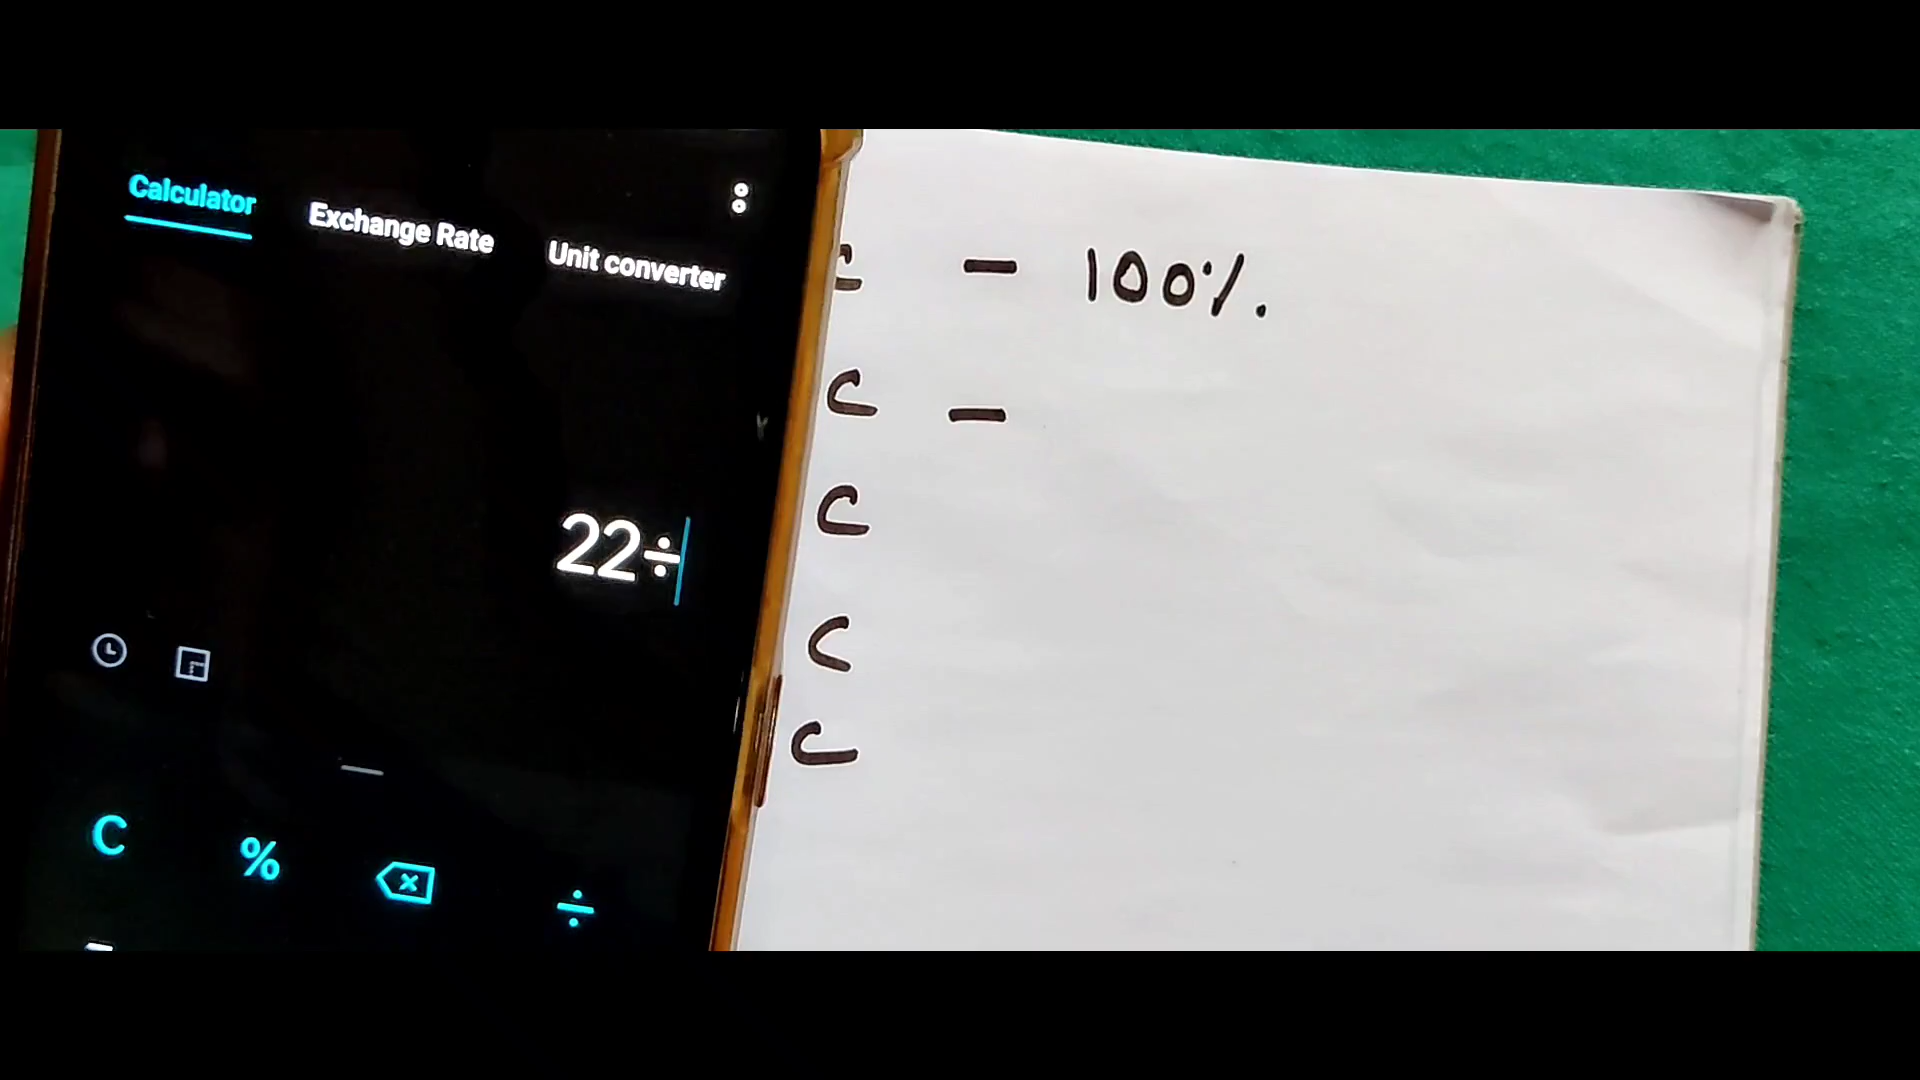 Calculator Exchange Rate Unit converter
C - 100%.
C -
22÷
C
C
C
C % ÷